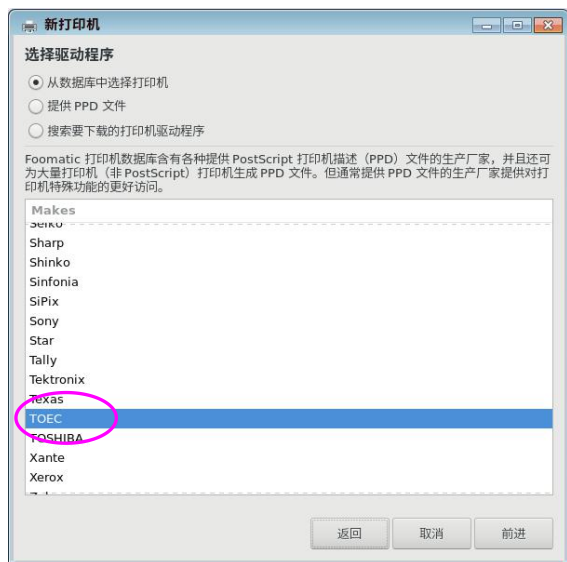 新打印机
选择驱动程序
从数据库中选择打印机
提供 PPD 文件
搜索要下载的打印机驱动程序
Foomatic 打印机数据库含有各种提供 PostScript 打印机描述（PPD）文件的生产厂家，并且还可
为大量打印机（非 PostScript）打印机生成 PPD 文件。但通常提供 PPD 文件的生产厂家提供对打
印机特殊功能的更好访问。
Makes
Seiko
Sharp
Shinko
Sinfonia
SiPix
Sony
Star
Tally
Tektronix
Texas
TOEC
TOSHIBA
Xante
Xerox
返回 取消 前进